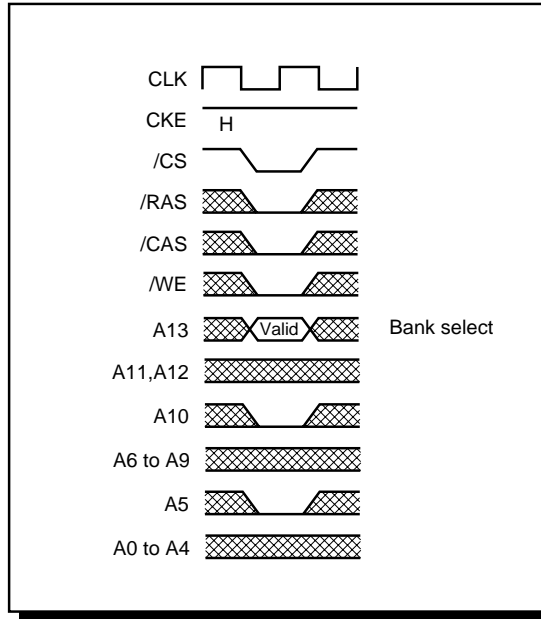 CLK
CKE H
/CS
/RAS
/CAS
/WE
A13 Valid Bank select
A11,A12
A10
A6 to A9
A5
A0 to A4